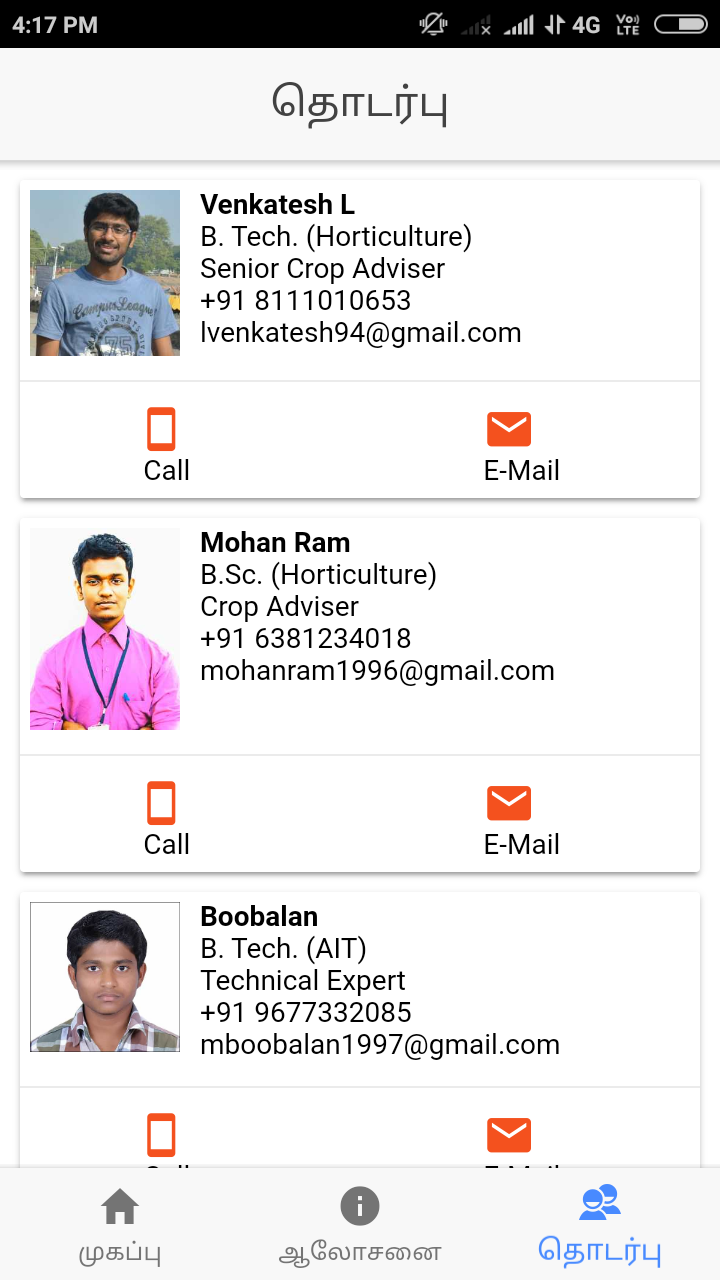 4:17 PM 4G Vo)) LTE
தொடர்பு
Venkatesh L
B. Tech. (Horticulture)
Senior Crop Adviser
+91 8111010653
lvenkatesh94@gmail.com
Call E-Mail
Mohan Ram
B.Sc. (Horticulture)
Crop Adviser
+91 6381234018
mohanram1996@gmail.com
Call E-Mail
Boobalan
B. Tech. (AIT)
Technical Expert
+91 9677332085
mboobalan1997@gmail.com
முகப்பு ஆலோசனை தொடர்பு